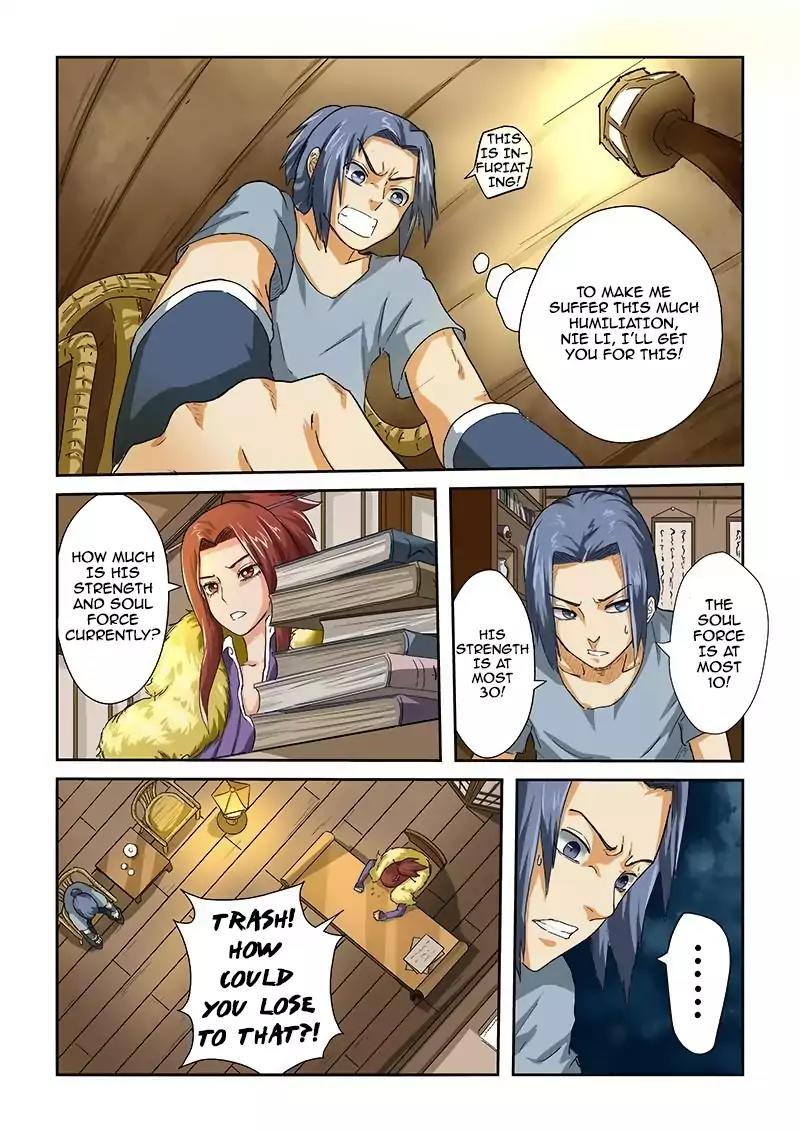 THIS
IS IN-
FURIAT-
ING!
TO MAKE ME
SUFFER THIS MUCH
HUMILIATION,
NIE LI, I'LL GET
YOU FOR THIS!
HOW MUCH
IS HIS
STRENGTH
AND SOUL
FORCE
CURRENTLY?
THE
SOUL
FORCE
IS AT
MOST
10!
HIS
STRENGTH
IS AT
MOST
30!
TRASH!
HOW
COULD
YOU LOSE
TO THAT?!
......